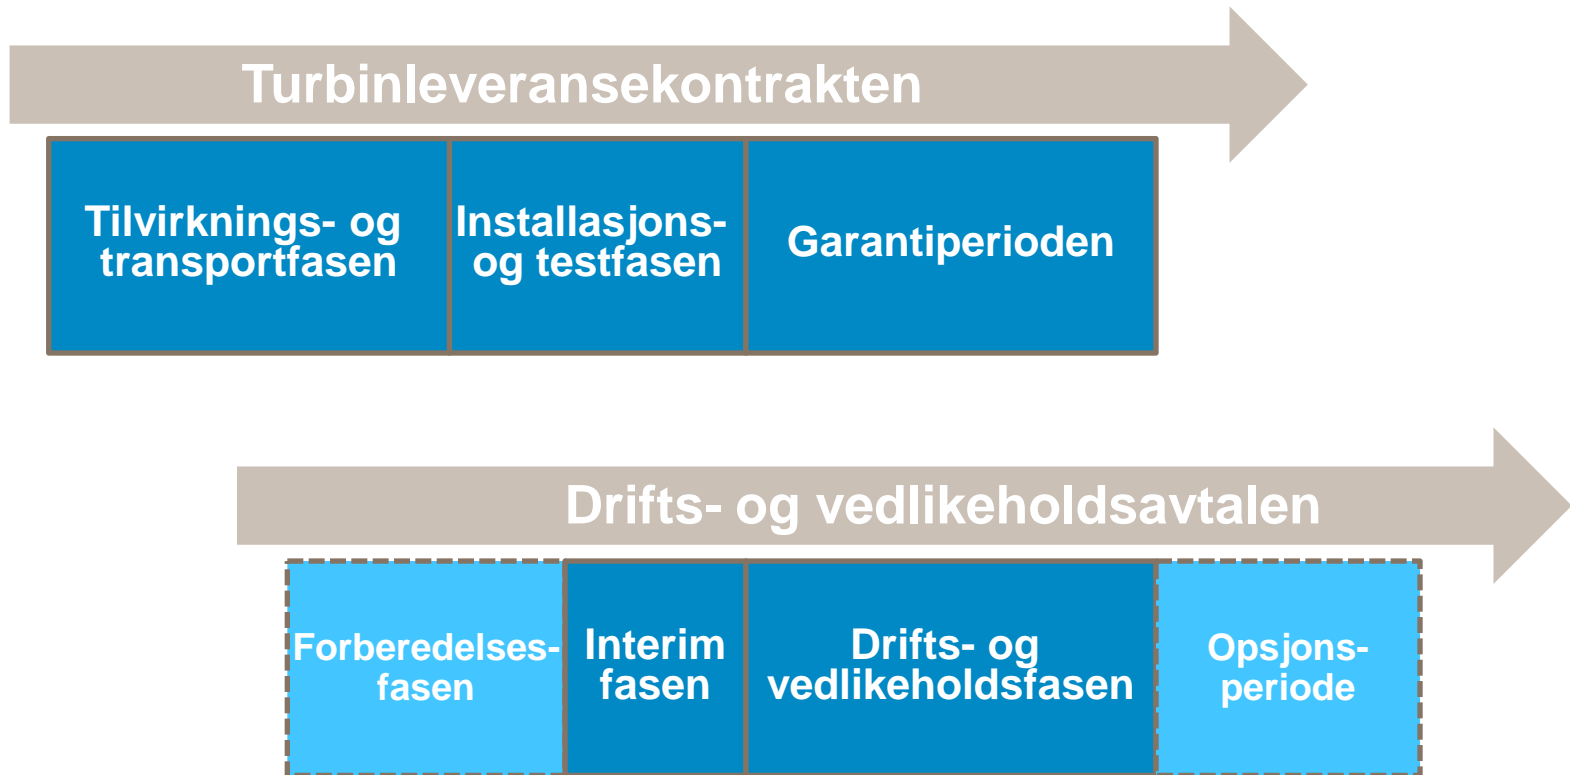 Turbinleveransekontrakten
Tilvirknings- og
transportfasen
Installasjons-
og testfasen
Garantiperioden
Drifts- og vedlikeholdsavtalen
Forberedelses-
fasen
Interim
fasen
Drifts- og
vedlikeholdsfasen
Opsjons-
periode